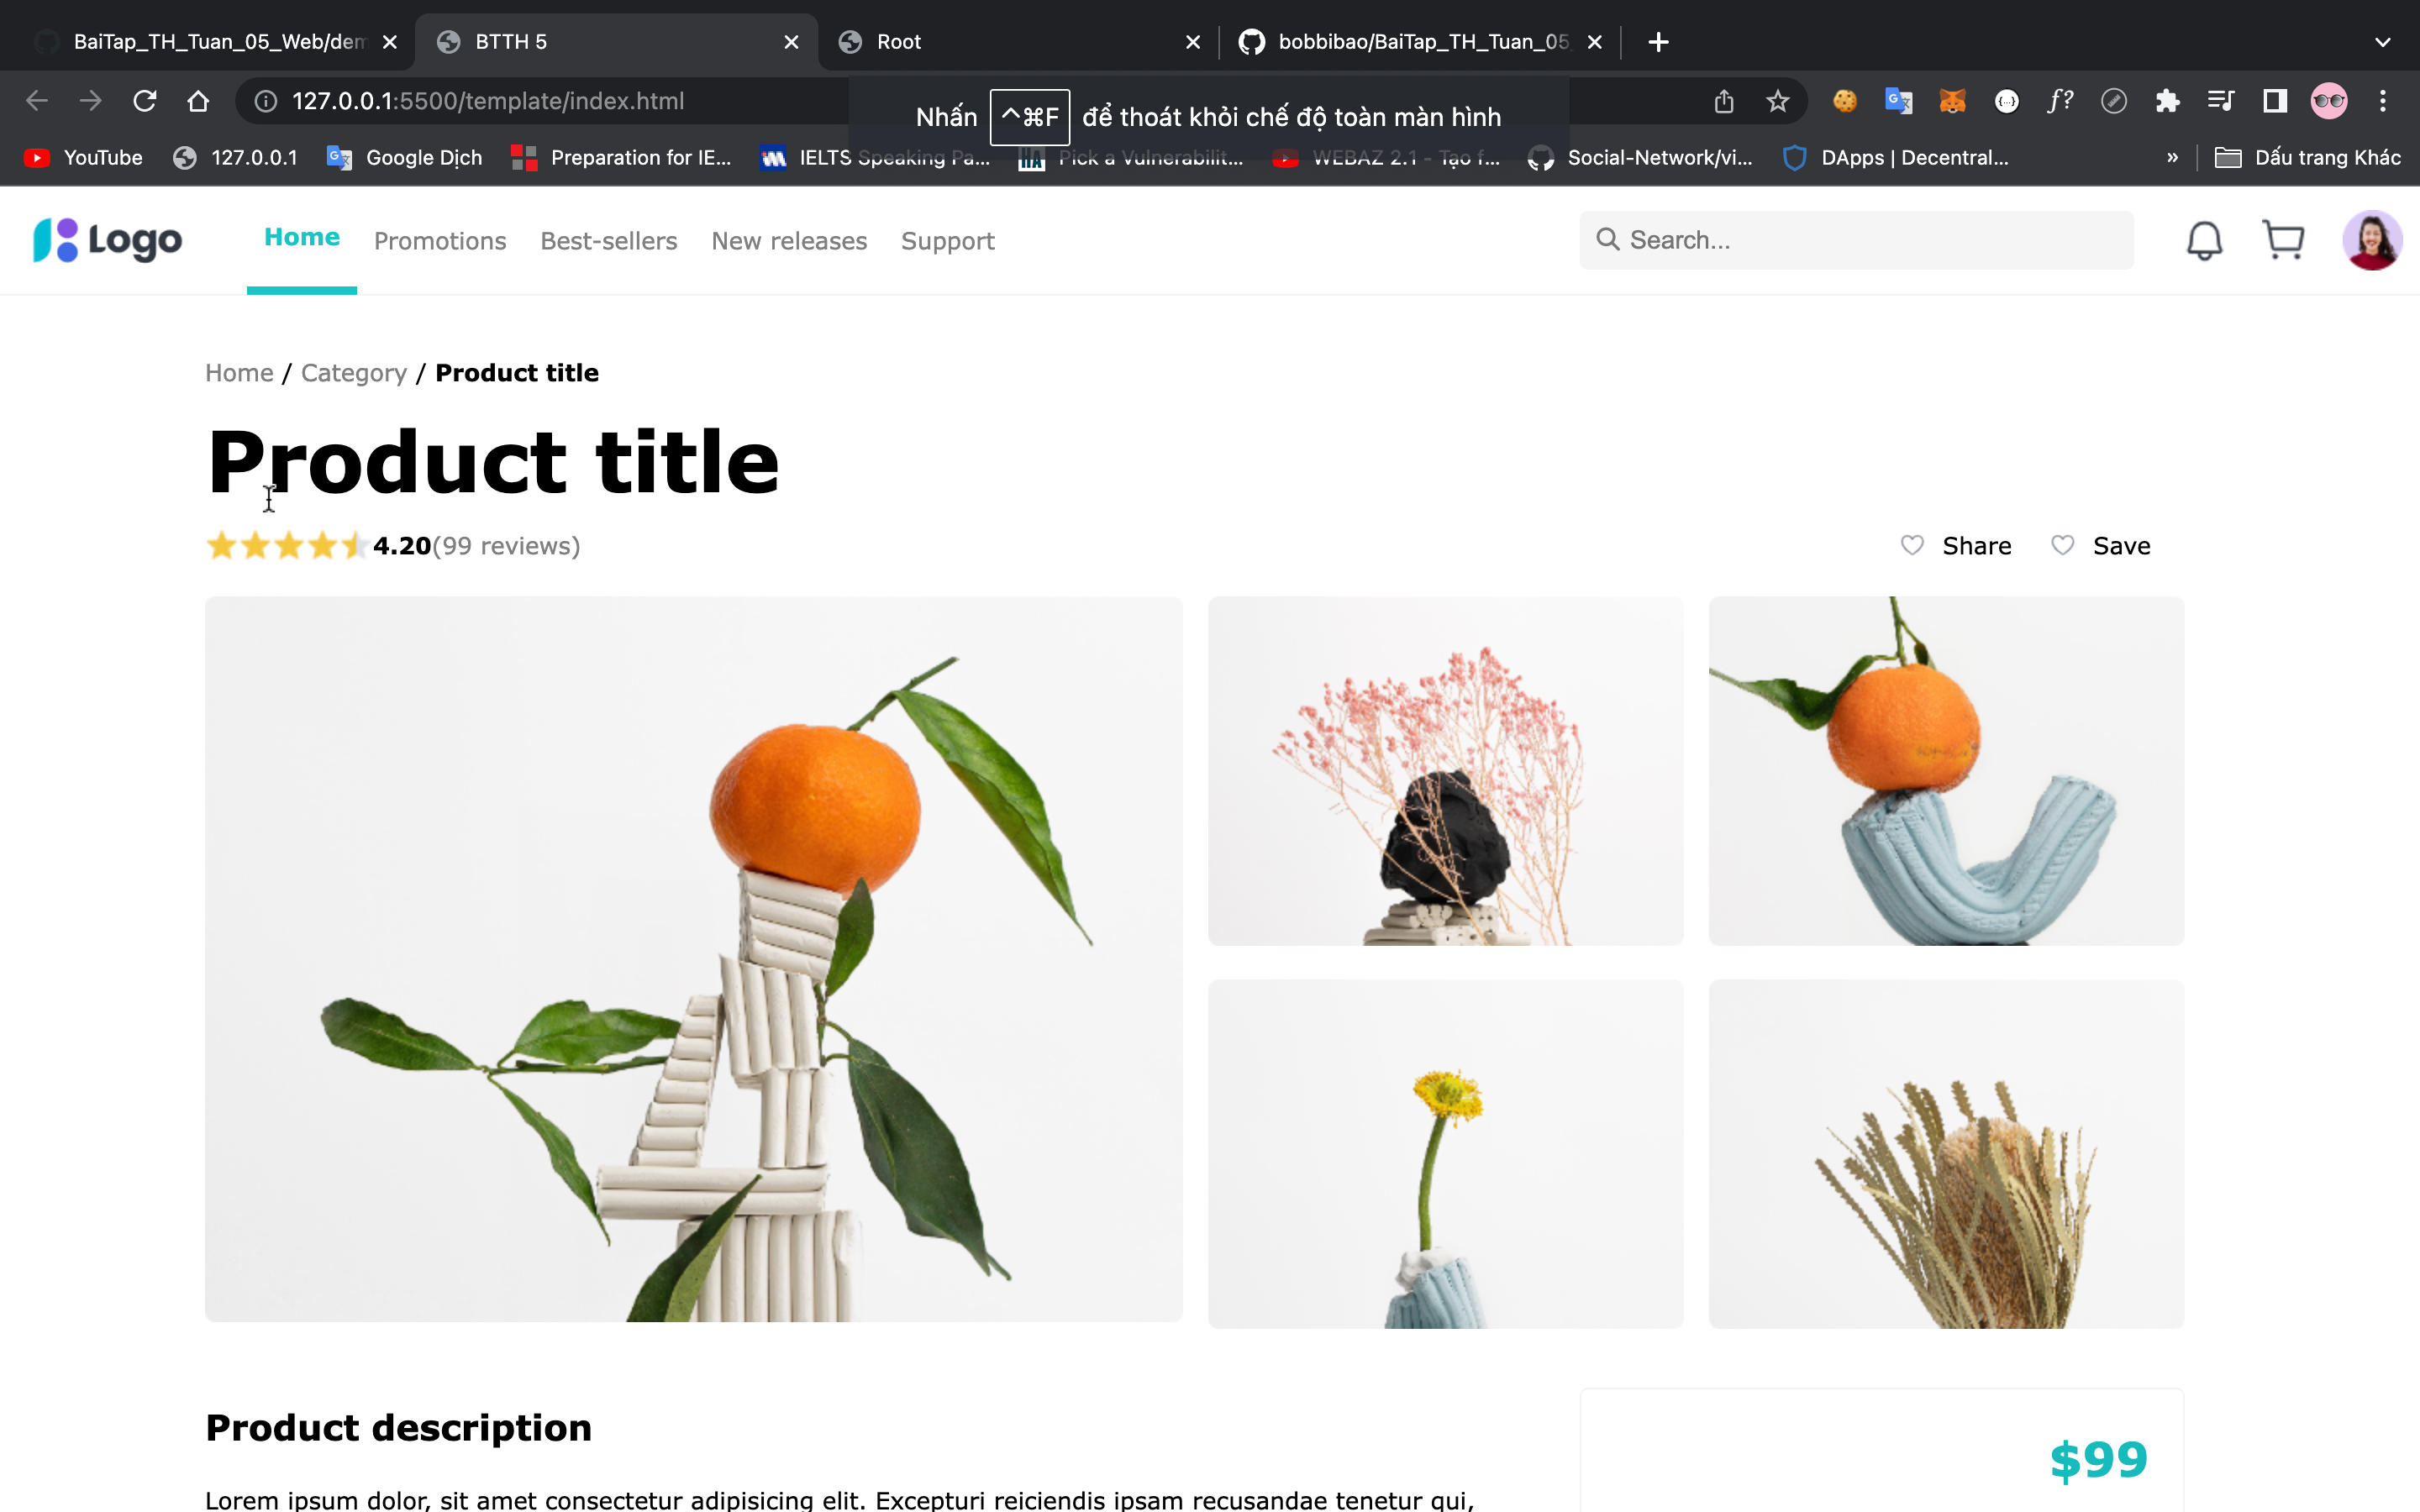 BaiTap_TH_Tuan_05_Web/dem
BTTH 5
Root
bobbibao/BaiTap_TH_Tuan_05
127.0.0.1:5500/template/index.html
Nhấn ^⌘F để thoát khỏi chế độ toàn màn hình
YouTube
127.0.0.1
Google Dịch
Preparation for IE...
IELTS Speaking Pa...
Pick a Vulnerabilit...
WEBAZ 2.1 - Tạo f...
Social-Network/vi...
DApps | Decentral...
»
Dấu trang Khác
Logo
Home
Promotions
Best-sellers
New releases
Support
Search...
Home / Category / Product title
Product title
4.20(99 reviews)
Share
Save
Product description
$99
Lorem ipsum dolor, sit amet consectetur adipisicing elit. Excepturi reiciendis ipsam recusandae tenetur qui,